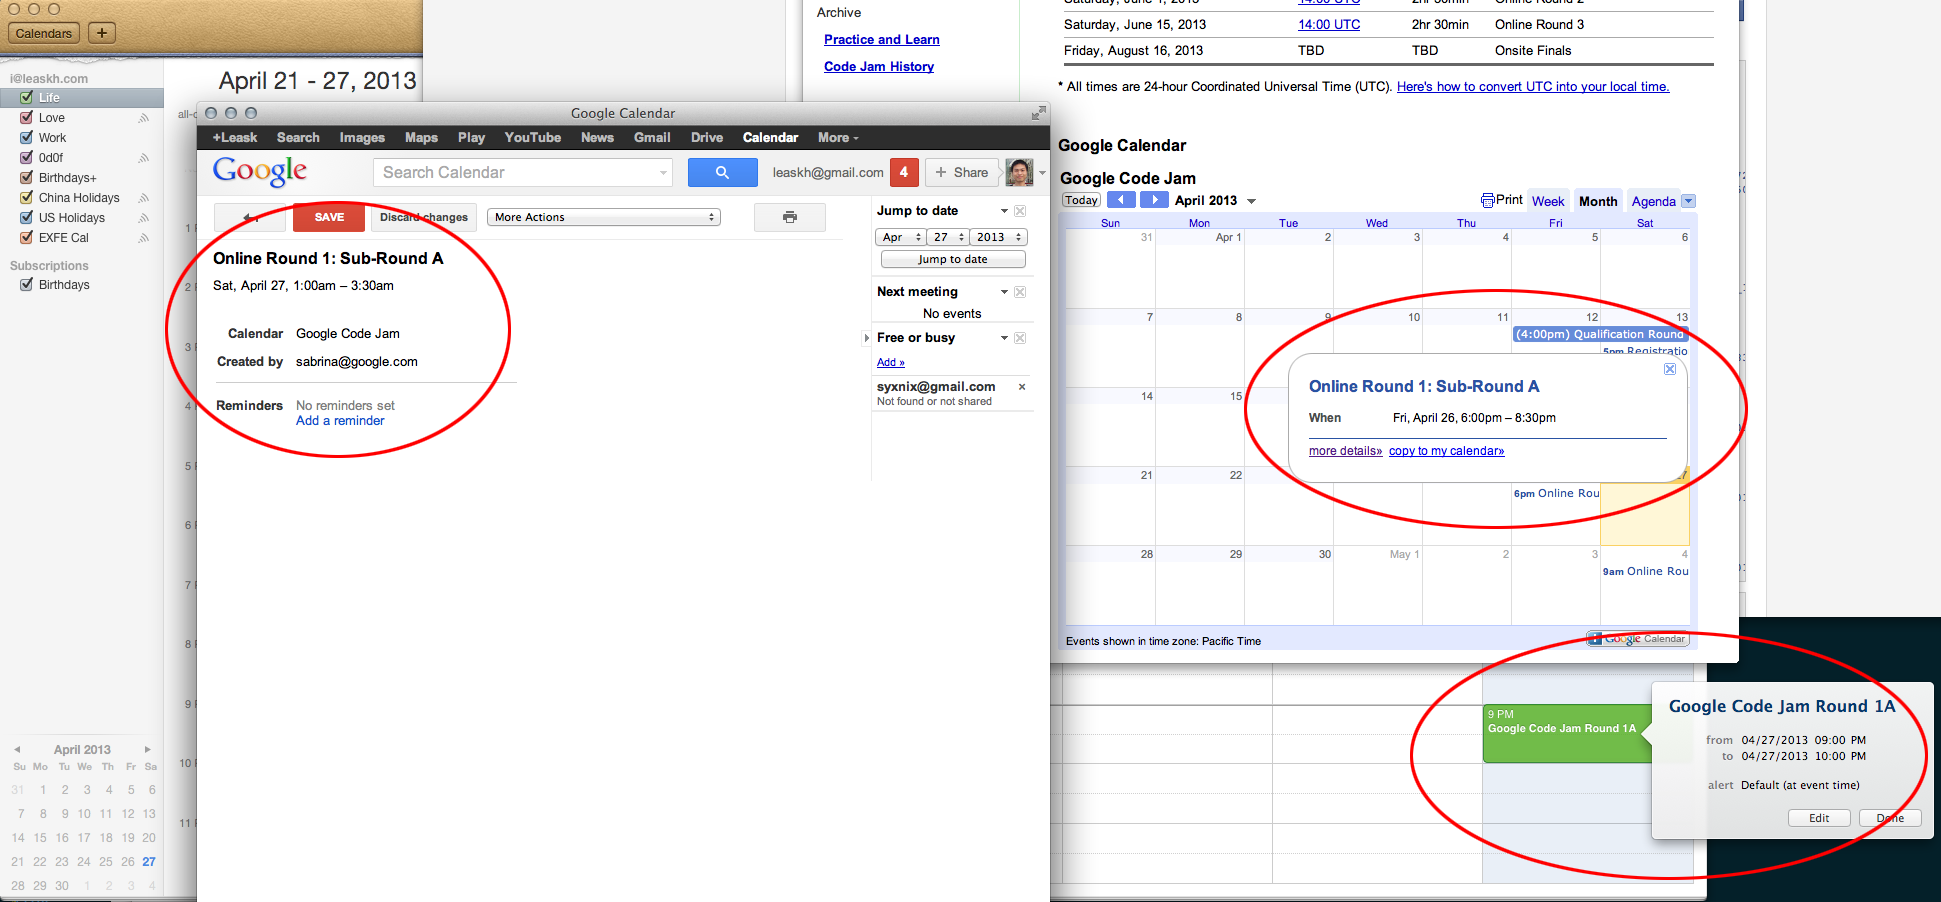 Calendars
+
i@leaskh.com
Life
Love
Work
0d0f
Birthdays+
China Holidays
US Holidays
EXFE Cal
Subscriptions
Birthdays
April 2013
Su Mo Tu We Th Fr Sa
31 1 2 3 4 5 6
7 8 9 10 11 12 13
14 15 16 17 18 19 20
21 22 23 24 25 26 27
28 29 30 1 2 3 4
April 21 - 27, 2013
Google Calendar
+Leask Search Images Maps Play YouTube News Gmail Drive Calendar More
Google
Search Calendar
leaskh@gmail.com
4
+ Share
SAVE
Discard changes
More Actions
Online Round 1: Sub-Round A
Sat, April 27, 1:00am – 3:30am
Calendar Google Code Jam
Created by sabrina@google.com
Reminders No reminders set
Add a reminder
Jump to date
Apr 27 2013
Jump to date
Next meeting
No events
Free or busy
Add »
syxnix@gmail.com
Not found or not shared
Archive
Practice and Learn
Code Jam History
Saturday, June 1, 2013 14:00 UTC 2hr 30min Online Round 2
Saturday, June 15, 2013 14:00 UTC 2hr 30min Online Round 3
Friday, August 16, 2013 TBD TBD Onsite Finals
* All times are 24-hour Coordinated Universal Time (UTC). Here's how to convert UTC into your local time.
Google Calendar
Google Code Jam
Today April 2013 Print Week Month Agenda
Sun Mon Tue Wed Thu Fri Sat
31 Apr 1 2 3 4 5 6
7 8 9 10 11 12 13
(4:00pm) Qualification Round
5pm Registratio
14 15
Online Round 1: Sub-Round A
When Fri, April 26, 6:00pm – 8:30pm
more details» copy to my calendar»
21 22
6pm Online Rou
28 29 30 May 1 2 3 4
9am Online Rou
Events shown in time zone: Pacific Time
Google Calendar
9 PM
Google Code Jam Round 1A
Google Code Jam Round 1A
from 04/27/2013 09:00 PM
to 04/27/2013 10:00 PM
alert Default (at event time)
Edit Done